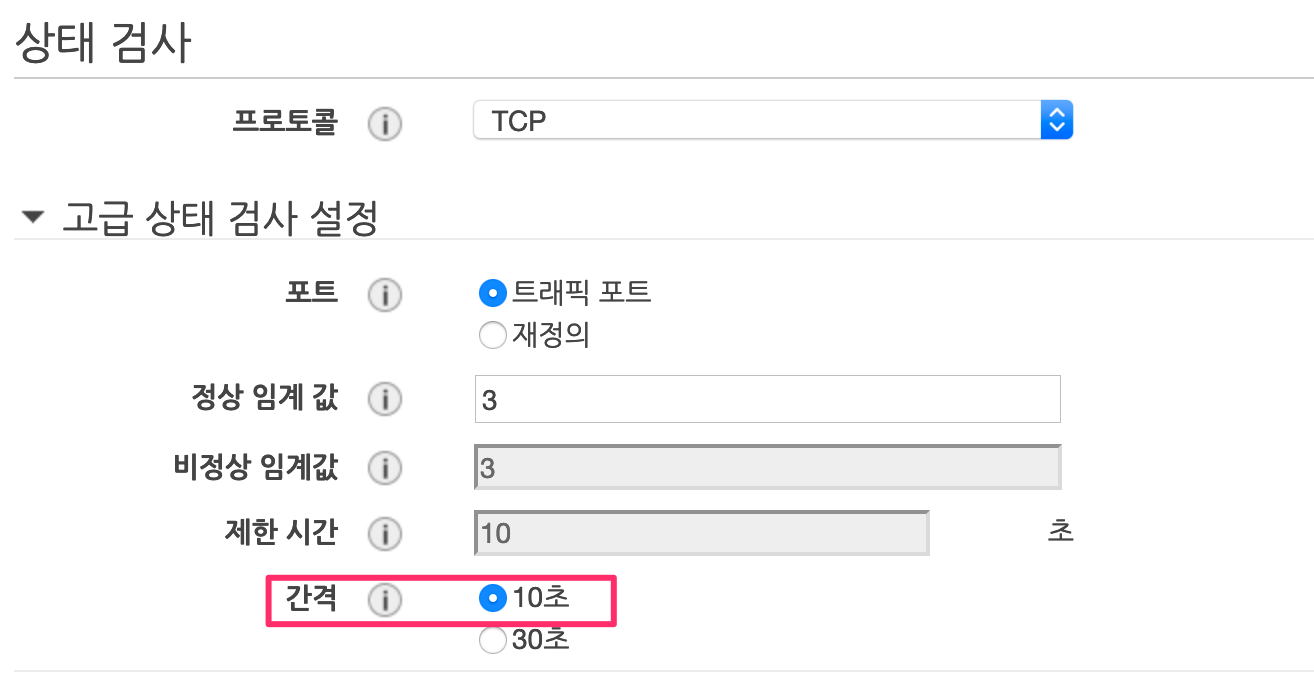 상태 검사
프로토콜 i TCP
고급 상태 검사 설정
포트 i 트래픽 포트
재정의
정상 임계 값 i 3
비정상 임계값 i 3
제한 시간 i 10 초
간격 i 10초
30초